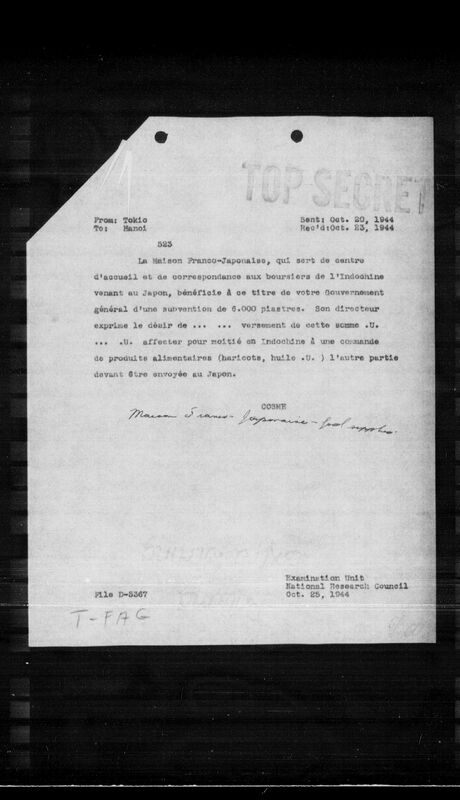 TOP SECRET
From: Tokio
To: Hanoi
Sent: Oct. 20, 1944
Rec'd:Oct. 23, 1944
523
La Maison Franco-Japonaise, qui sert de centre
d'accueil et de correspondance aux boursiers de l'Indochine
venant au Japon, bénéficie à ce titre de votre Gouvernement
général d'une subvention de 6.000 piastres. Son directeur
exprime le désir de ... ... versement de cette somme .U.
... .U. affecter pour moitié en Indochine à une commande
de produits alimentaires (haricots, huile .U. ) l'autre partie
devant être envoyée au Japon.
COSME
Maison Franco-Japonaise - food supplies.
Examination Unit
National Research Council
Oct. 25, 1944
File D-5367
T-FAG